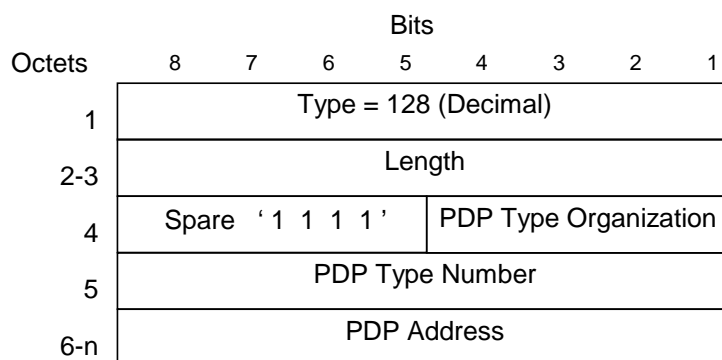 Bits
Octets 8 7 6 5 4 3 2 1
1 Type = 128 (Decimal)
2-3 Length
4 Spare ‘ 1 1 1 1 ’ PDP Type Organization
5 PDP Type Number
6-n PDP Address